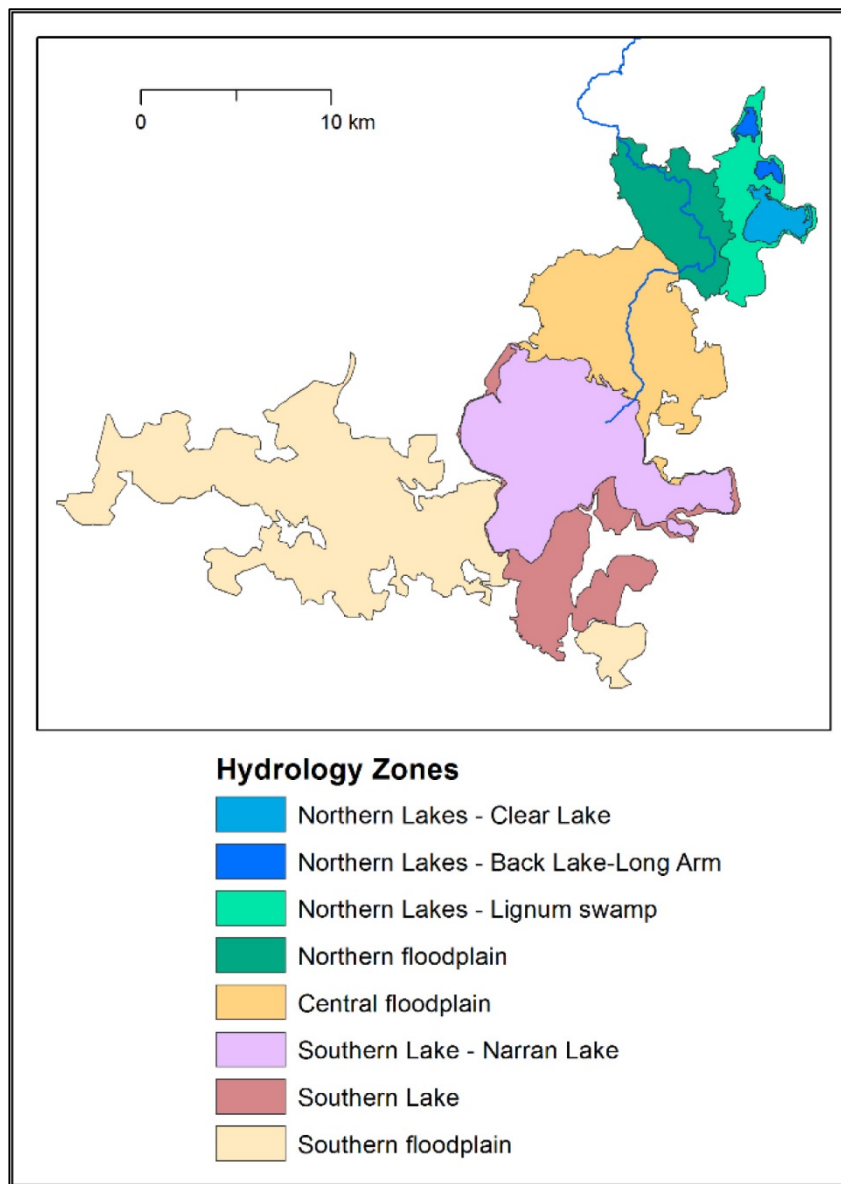 0 10 km
Hydrology Zones
Northern Lakes - Clear Lake
Northern Lakes - Back Lake-Long Arm
Northern Lakes - Lignum swamp
Northern floodplain
Central floodplain
Southern Lake - Narran Lake
Southern Lake
Southern floodplain